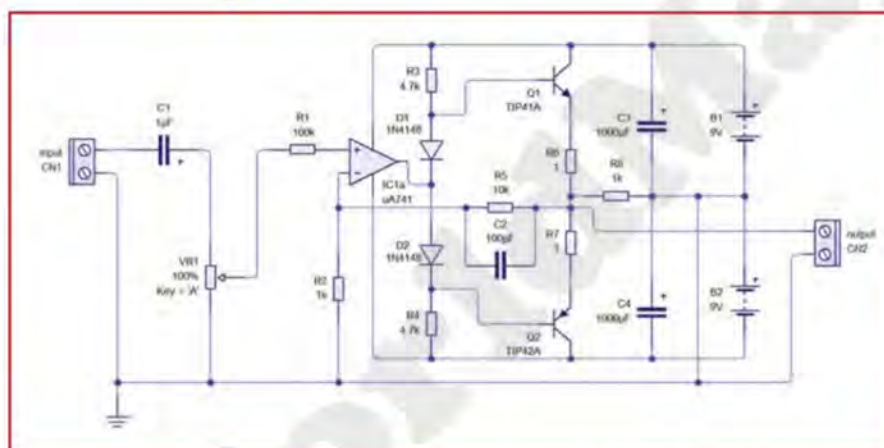 input
CN1
C1
1µF
VR1
100%
Key = 'A'
R1
100k
R2
1k
IC1a
uA741
R3
4.7k
D1
1N4148
D2
1N4148
R4
4.7k
R5
10k
C2
100pF
Q1
TIP41A
R6
1
R7
1
Q2
TIP42A
R8
1k
C3
1000µF
C4
1000µF
B1
9V
B2
9V
output
CN2